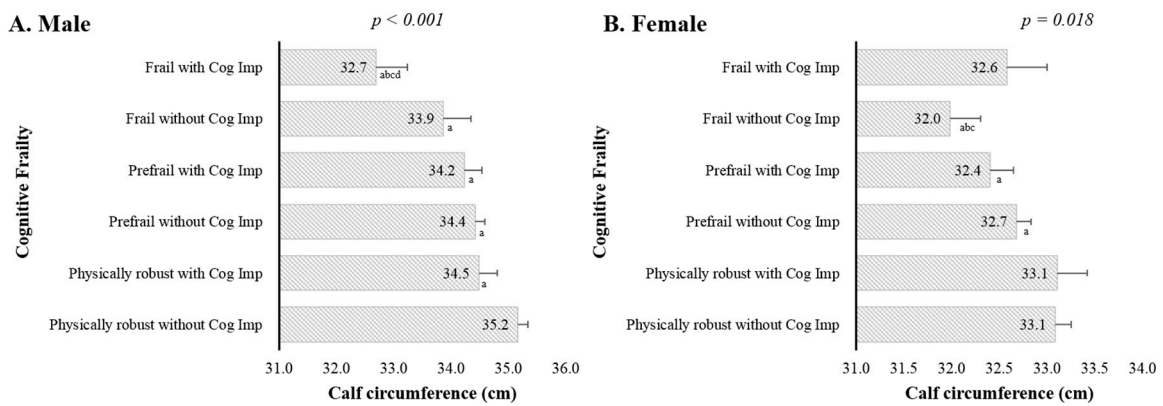 A. Male
p < 0.001
Cognitive Frailty
Frail with Cog Imp
32.7
abcd
Frail without Cog Imp
33.9
a
Prefrail with Cog Imp
34.2
a
Prefrail without Cog Imp
34.4
a
Physically robust with Cog Imp
34.5
a
Physically robust without Cog Imp
35.2
31.0 32.0 33.0 34.0 35.0 36.0
Calf circumference (cm)
B. Female
p = 0.018
Cognitive Frailty
Frail with Cog Imp
32.6
Frail without Cog Imp
32.0
abc
Prefrail with Cog Imp
32.4
a
Prefrail without Cog Imp
32.7
a
Physically robust with Cog Imp
33.1
Physically robust without Cog Imp
33.1
31.0 31.5 32.0 32.5 33.0 33.5 34.0
Calf circumference (cm)